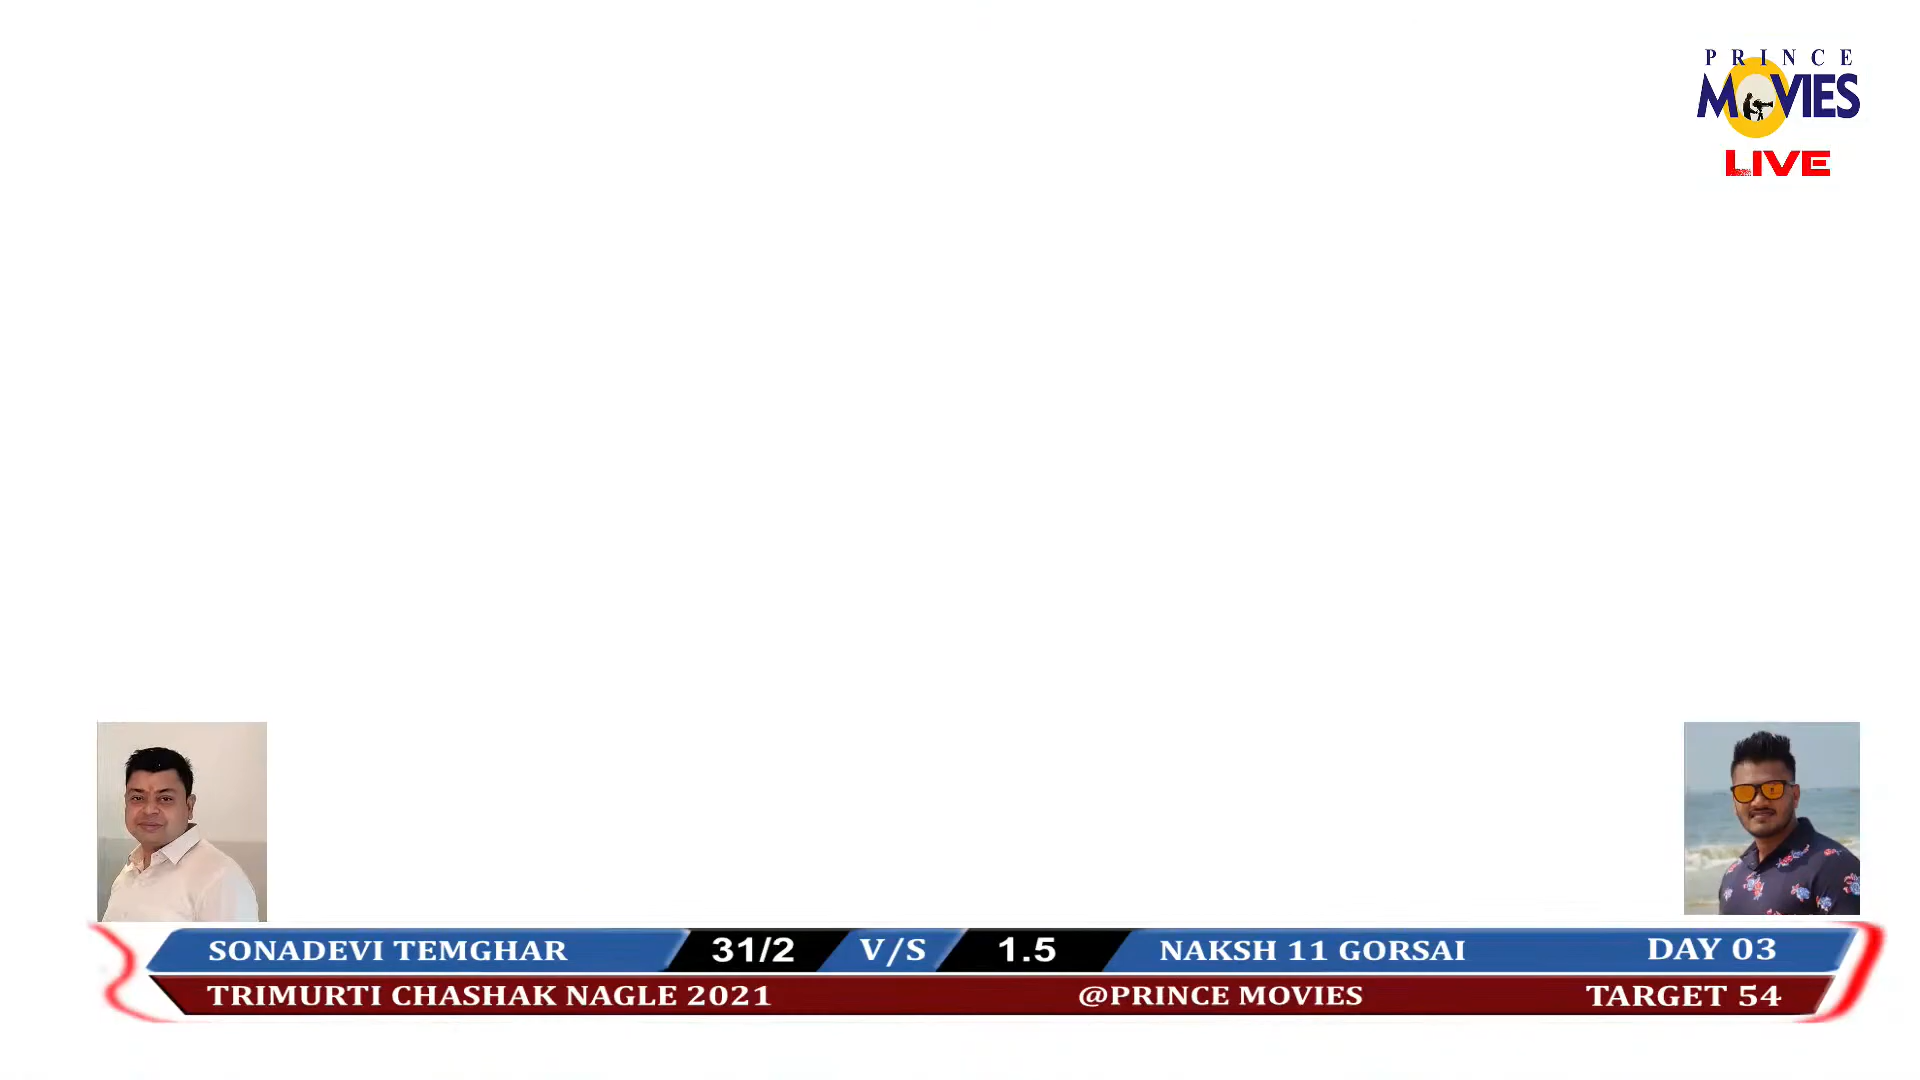 PRINCE
MOVIES
LIVE
SONADEVI TEMGHAR 31/2 V/S 1.5 NAKSH 11 GORSAI DAY 03
TRIMURTI CHASHAK NAGLE 2021 @PRINCE MOVIES TARGET 54